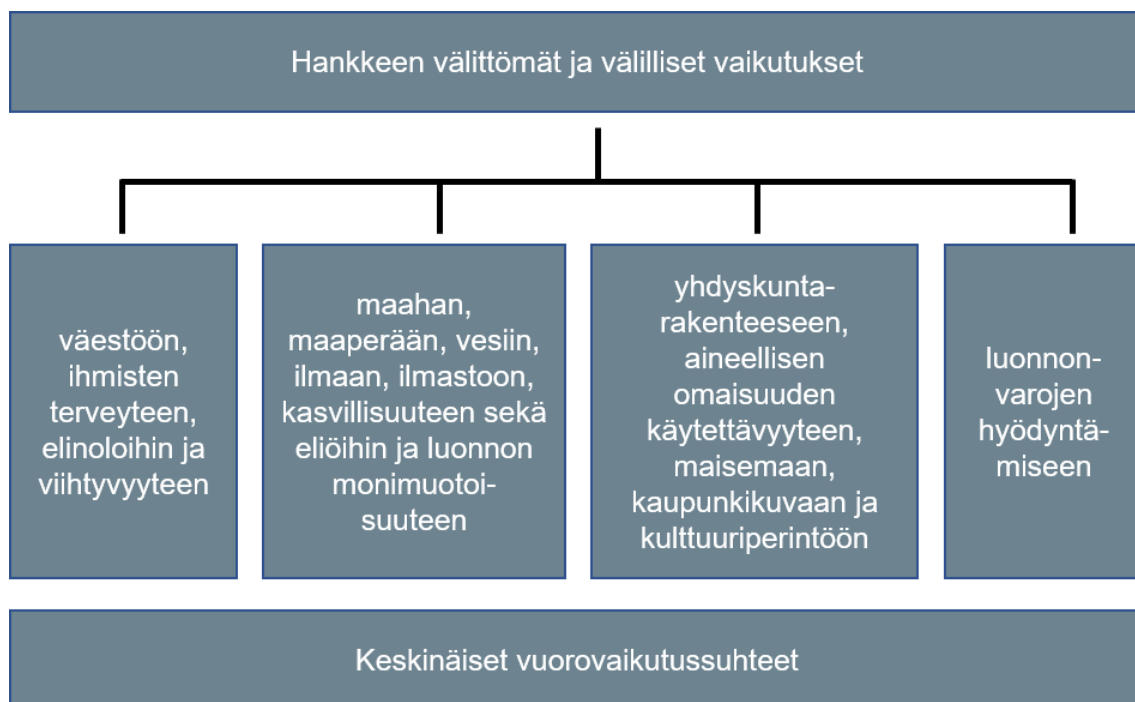 Hankkeen välittömät ja välilliset vaikutukset
väestöön,
ihmisten
terveyteen,
elinoloihin ja
viihtyvyyteen
maahan,
maaperään, vesiin,
ilmaan, ilmastoon,
kasvillisuuteen sekä
eliöihin ja luonnon
monimuotoi-
suuteen
yhdyskunta-
rakenteeseen,
aineellisen
omaisuuden
käytettävyyteen,
maisemaan,
kaupunkikuvaan ja
kulttuuriperintöön
luonnon-
varojen
hyödyntä-
miseen
Keskinäiset vuorovaikutussuhteet